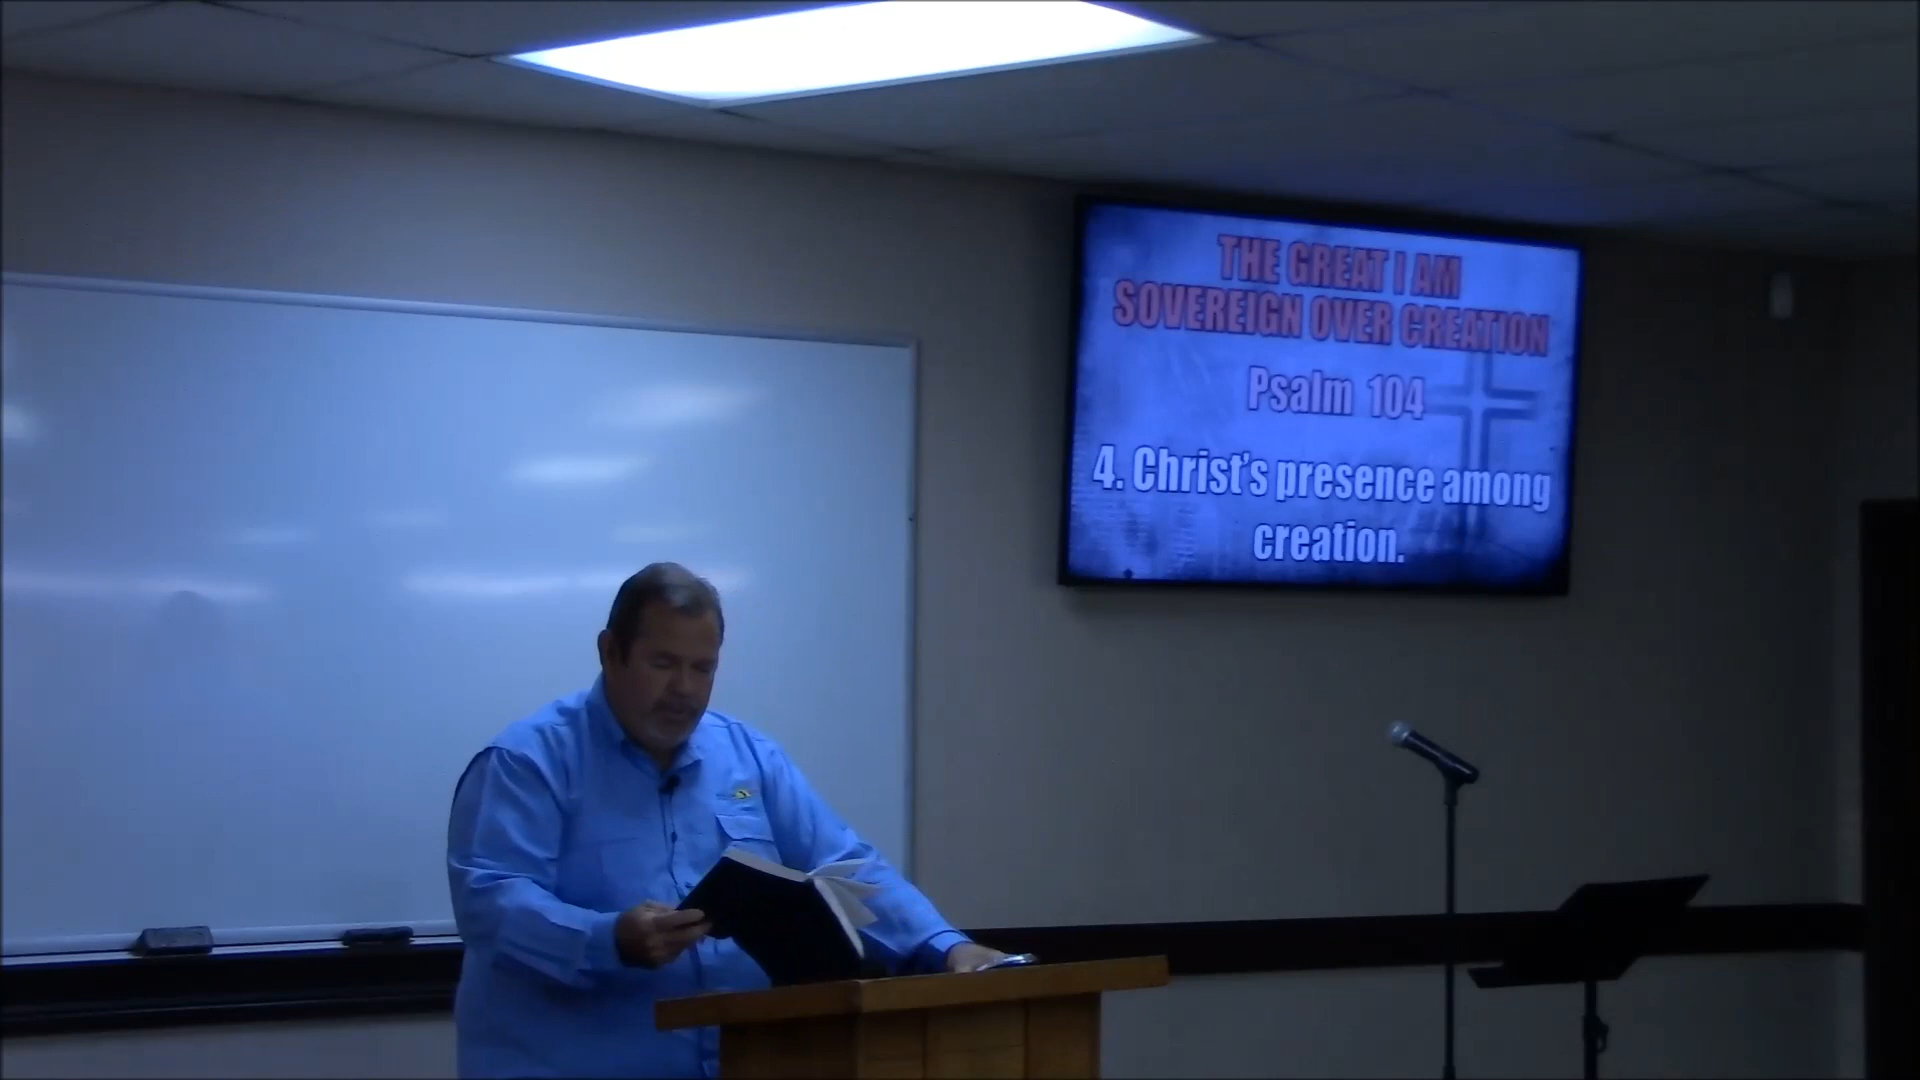 THE GREAT I AM
SOVEREIGN OVER CREATION
Psalm 104
4. Christ's presence among
creation.